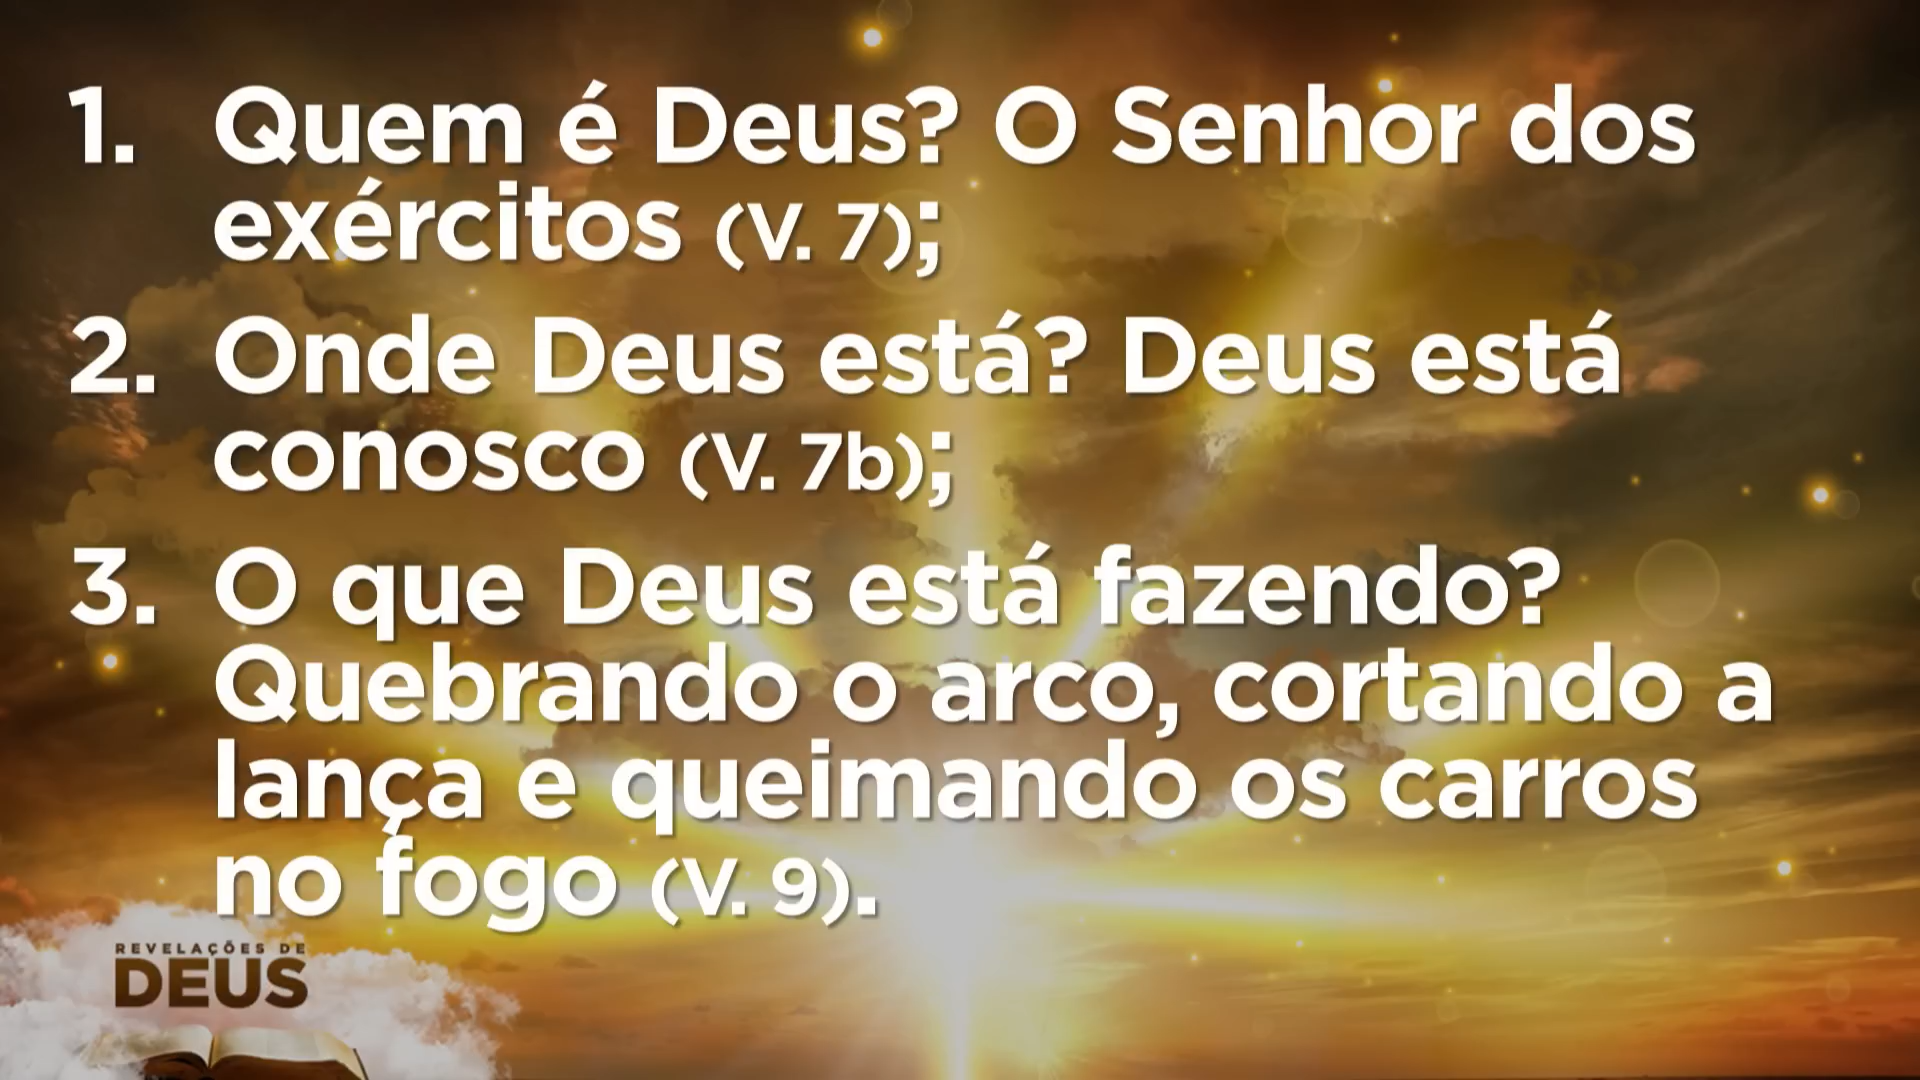 1. Quem é Deus? O Senhor dos
exércitos (V. 7);
2. Onde Deus está? Deus está
conosco (V. 7b);
3. O que Deus está fazendo?
Quebrando o arco, cortando a
lança e queimando os carros
no fogo (V. 9).
REVELAÇÕES DE
DEUS